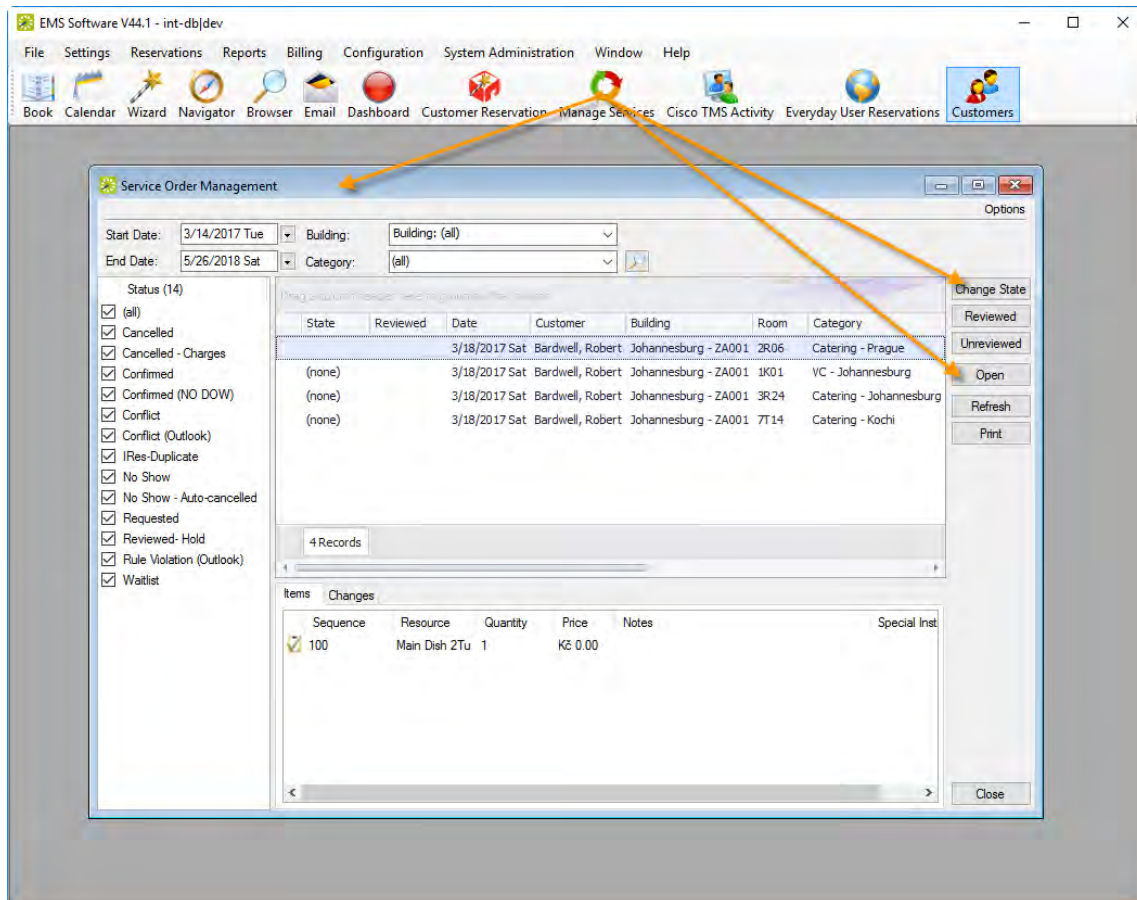 EMS Software V44.1 - int-db|dev
File Settings Reservations Reports Billing Configuration System Administration Window Help
Book Calendar Wizard Navigator Browser Email Dashboard Customer Reservation Manage Services Cisco TMS Activity Everyday User Reservations Customers
Service Order Management
Options
Start Date: 3/14/2017 Tue Building: Building: (all)
End Date: 5/26/2018 Sat Category: (all)
Status (14)
(all)
Cancelled
Cancelled - Charges
Confirmed
Confirmed (NO DOW)
Conflict
Conflict (Outlook)
IRes-Duplicate
No Show
No Show - Auto-cancelled
Requested
Reviewed- Hold
Rule Violation (Outlook)
Waitlist
State Reviewed Date Customer Building Room Category
3/18/2017 Sat Bardwell, Robert Johannesburg - ZA001 2R06 Catering - Prague
(none) 3/18/2017 Sat Bardwell, Robert Johannesburg - ZA001 1K01 VC - Johannesburg
(none) 3/18/2017 Sat Bardwell, Robert Johannesburg - ZA001 3R24 Catering - Johannesburg
(none) 3/18/2017 Sat Bardwell, Robert Johannesburg - ZA001 7T14 Catering - Kochi
4 Records
Change State
Reviewed
Unreviewed
Open
Refresh
Print
Items Changes
Sequence Resource Quantity Price Notes Special Inst
100 Main Dish 2Tu 1 Kč 0.00
Close